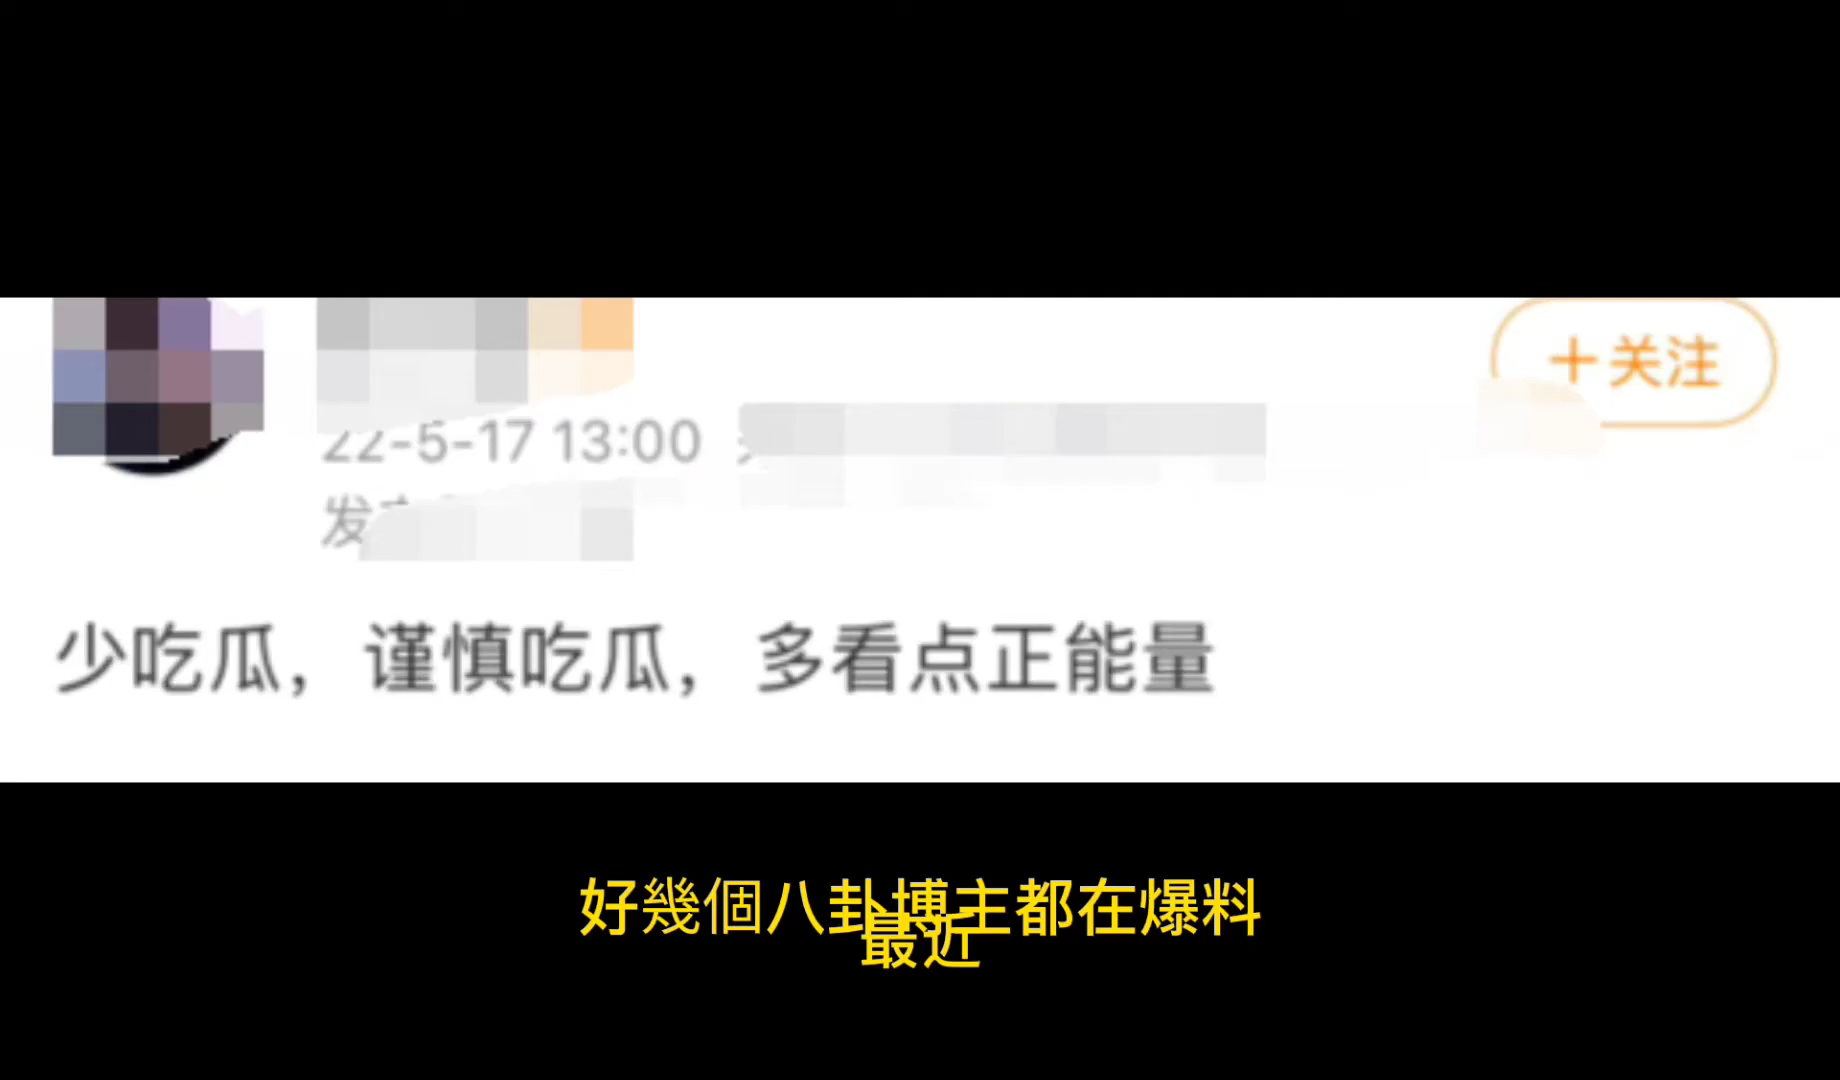 +关注
22-5-17 13:00
发
少吃瓜，谨慎吃瓜，多看点正能量
好幾個八卦博主都在爆料
最近